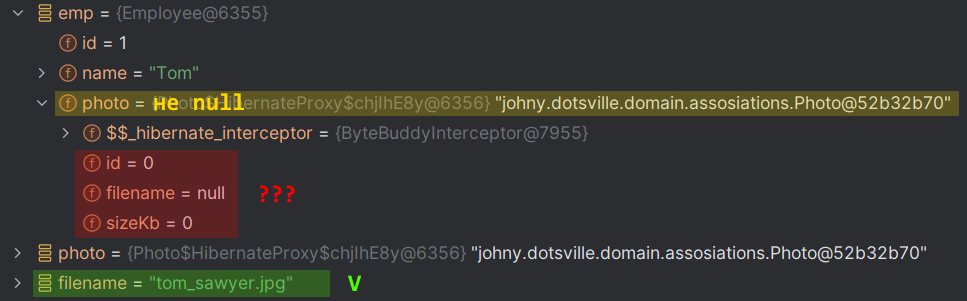 emp = {Employee@6355}
f id = 1
f name = "Tom"
f photo = {Photo$HibernateProxy$chjIhE8y@6356} "johny.dotsville.domain.assosiations.Photo@52b32b70"
не null
f $$_hibernate_interceptor = {ByteBuddyInterceptor@7955}
f id = 0
f filename = null
???
f sizeKb = 0
photo = {Photo$HibernateProxy$chjIhE8y@6356} "johny.dotsville.domain.assosiations.Photo@52b32b70"
filename = "tom_sawyer.jpg"
V